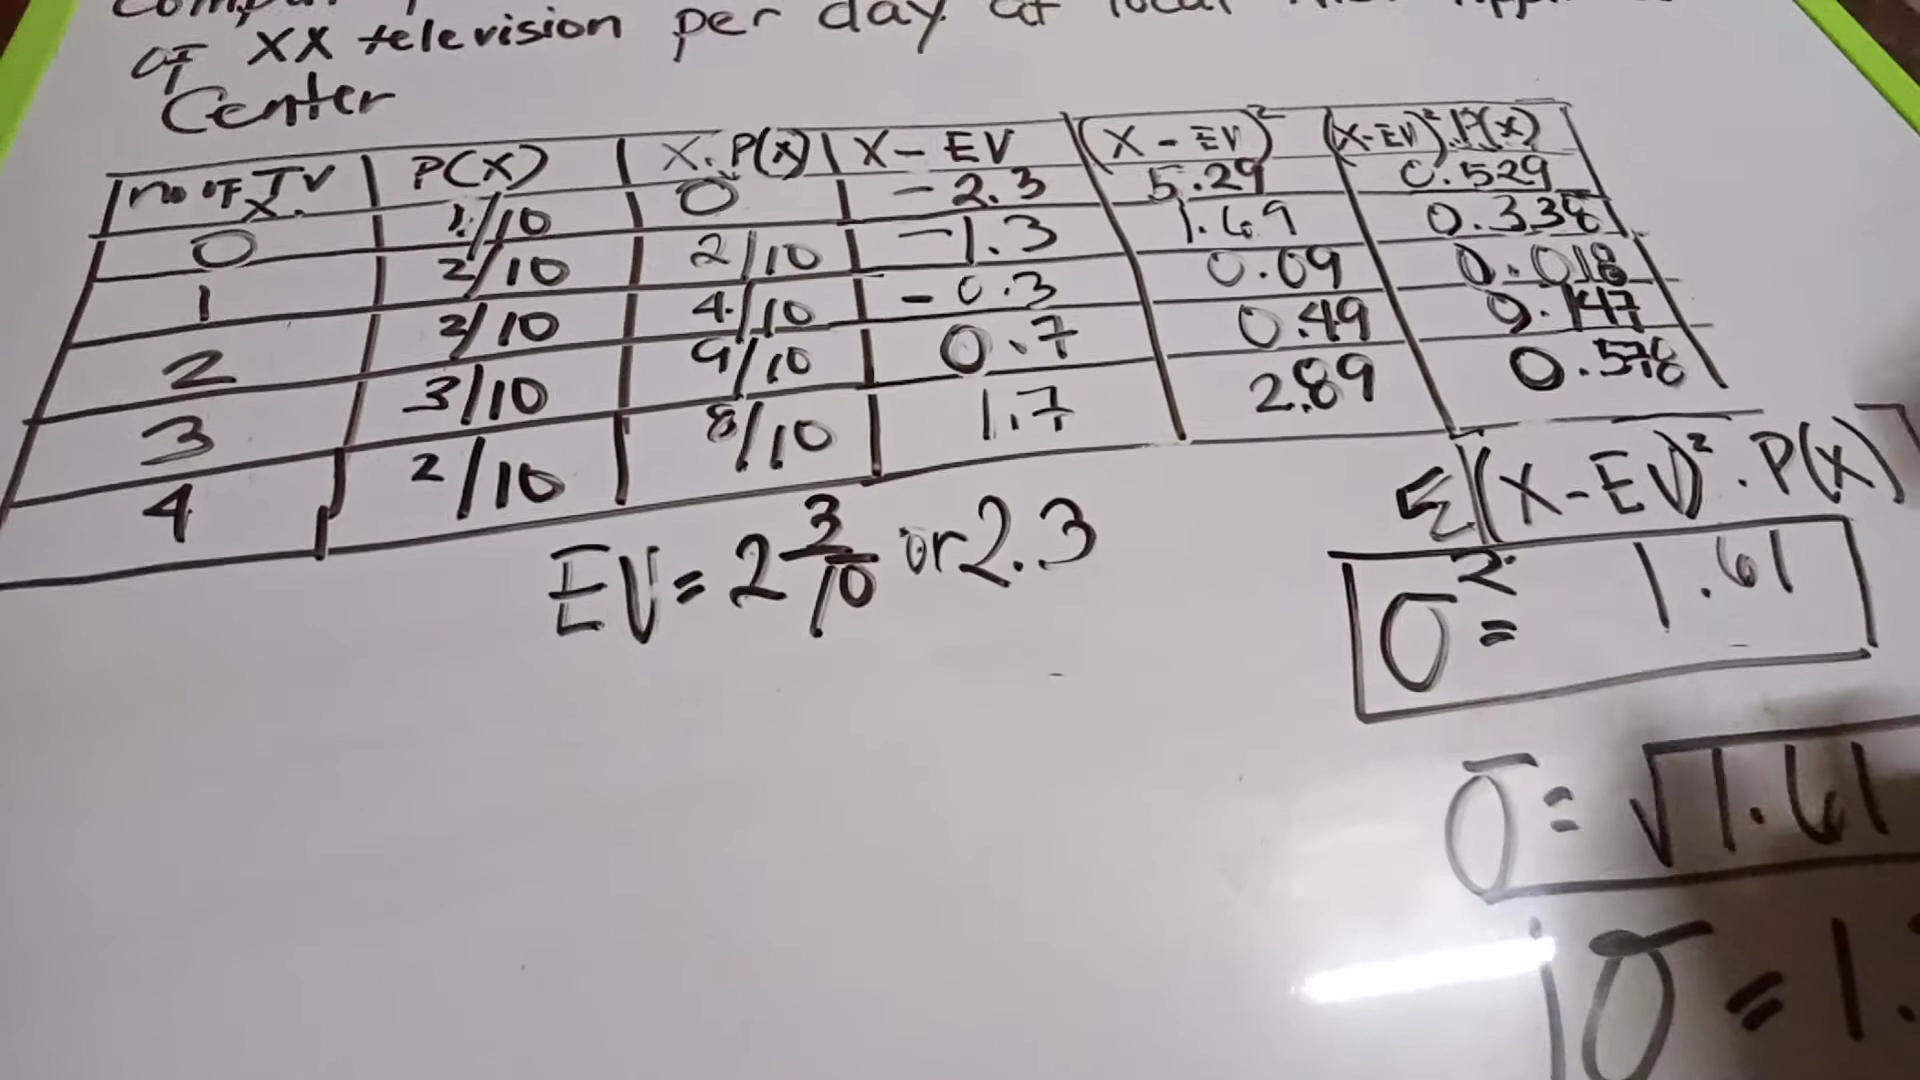 per day at local
of XX television
Center
no of TV X. | P(X) | X.P(X) | X - EV | (X - EV)² | (X-EV)².P(X)
0 | 1/10 | 0 | -2.3 | 5.29 | 0.529
1 | 2/10 | 2/10 | -1.3 | 1.69 | 0.338
2 | 2/10 | 4/10 | -0.3 | 0.09 | 0.018
3 | 3/10 | 9/10 | 0.7 | 0.49 | 0.147
4 | 2/10 | 8/10 | 1.7 | 2.89 | 0.578
EV = 2 3/10 or 2.3
Σ[(X-EV)² . P(X)]
σ² = 1.61
σ = √1.61
σ = 1.